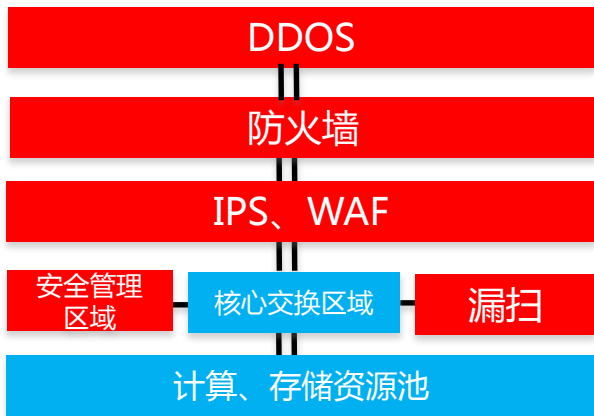 DDOS
防火墙
IPS、WAF
安全管理
区域
核心交换区域
漏扫
计算、存储资源池